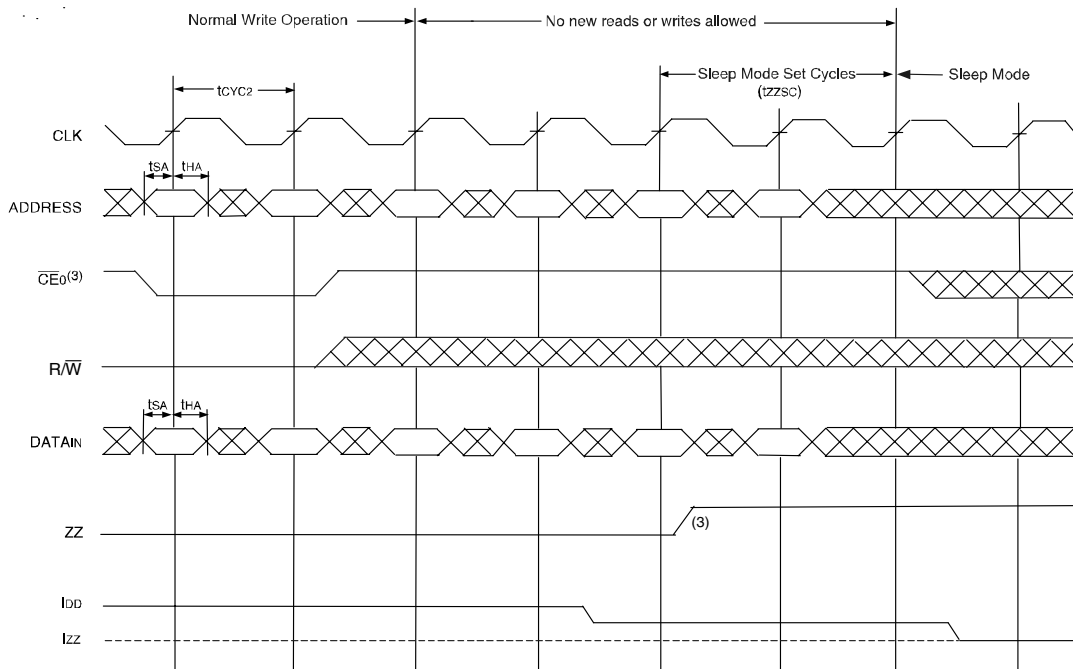 Normal Write Operation
No new reads or writes allowed
Sleep Mode Set Cycles
(tZZSC)
Sleep Mode
tCYC2
CLK
tSA
tHA
ADDRESS
CE0(3)
R/W
tSA
tHA
DATAIN
ZZ
(3)
IDD
IZZ